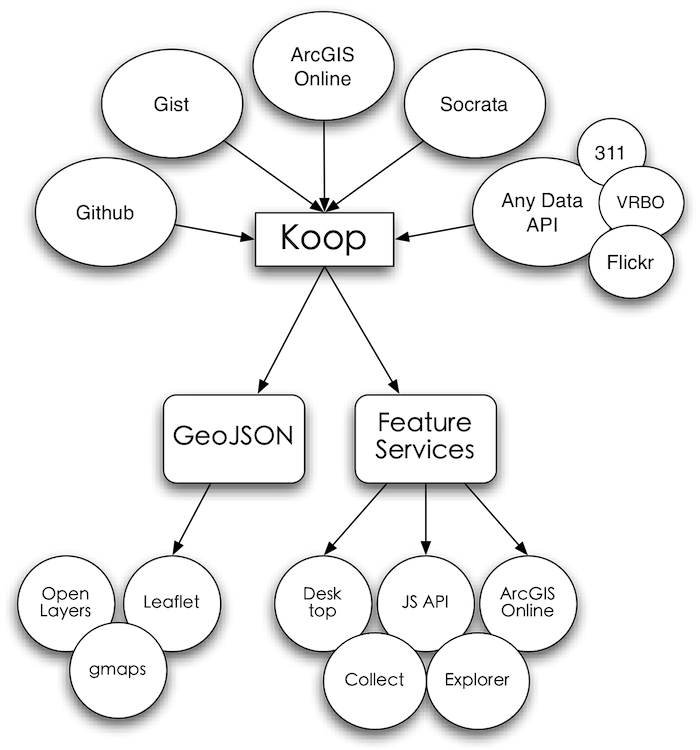 ArcGIS
Online
Gist
Socrata
Github
Any Data
API
311
VRBO
Flickr
Koop
GeoJSON
Feature
Services
Open
Layers
Leaflet
gmaps
Desk
top
JS API
ArcGIS
Online
Collect
Explorer